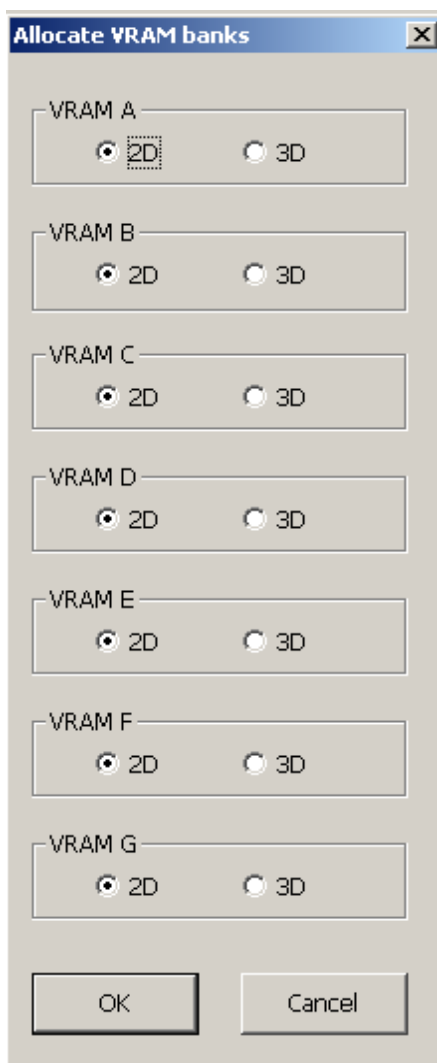 Allocate VRAM banks
VRAM A
2D 3D
VRAM B
2D 3D
VRAM C
2D 3D
VRAM D
2D 3D
VRAM E
2D 3D
VRAM F
2D 3D
VRAM G
2D 3D
OK Cancel